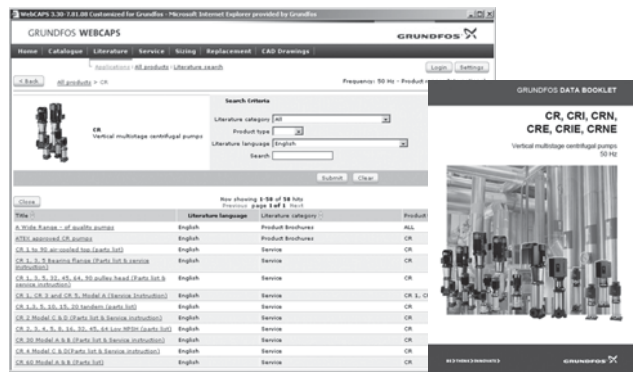 WebCAPS 3.30-7.01.08 Customized for Grundfos - Microsoft Internet Explorer provided by Grundfos
GRUNDFOS WEBCAPS
GRUNDFOS
Home Catalogue Literature Service Sizing Replacement CAD Drawings
Applications › All products › Literature search
Login Settings
< Back All products > CR
Frequency: 50 Hz - Product
Search Criteria
CR
Vertical multistage centrifugal pumps
Literature category All
Product type
Literature language English
Search
Submit Clear
Close
Now showing 1-58 of 58 hits
Previous page 1 of 1 Next
Title Literature language Literature category Product
A Wide Range - of quality pumps English Product Brochures ALL
ATEX approved CR pumps English Product Brochures CR
CR 1 to 90 air-cooled top (parts list) English Service CR
CR 1, 3, 5 Bearing flange (Parts list & service instruction) English Service CR
CR 1, 3, 5, 32, 45, 64, 90 pullex head (Parts list & service instruction) English Service CR
CR 1, CR 3 and CR 5, Model A (Service Instruction) English Service CR 1, C
CR 1,3, 5, 10, 15, 20 tandem (parts list) English Service CR
CR 2 Model C & D (Parts list & Service instruction) English Service CR
CR 2, 3, 4, 5, 8, 16, 32, 45, 64 Low NPSH (parts list) English Service CR
CR 30 Model A & B (Parts list & Service instruction) English Service CR
CR 4 Model C & D(Parts list & Service instruction) English Service CR
CR 60 Model A & B (Parts list) English Service CR
GRUNDFOS DATA BOOKLET
CR, CRI, CRN,
CRE, CRIE, CRNE
Vertical multistage centrifugal pumps
50 Hz
BE > THINK > INNOVATE >
GRUNDFOS